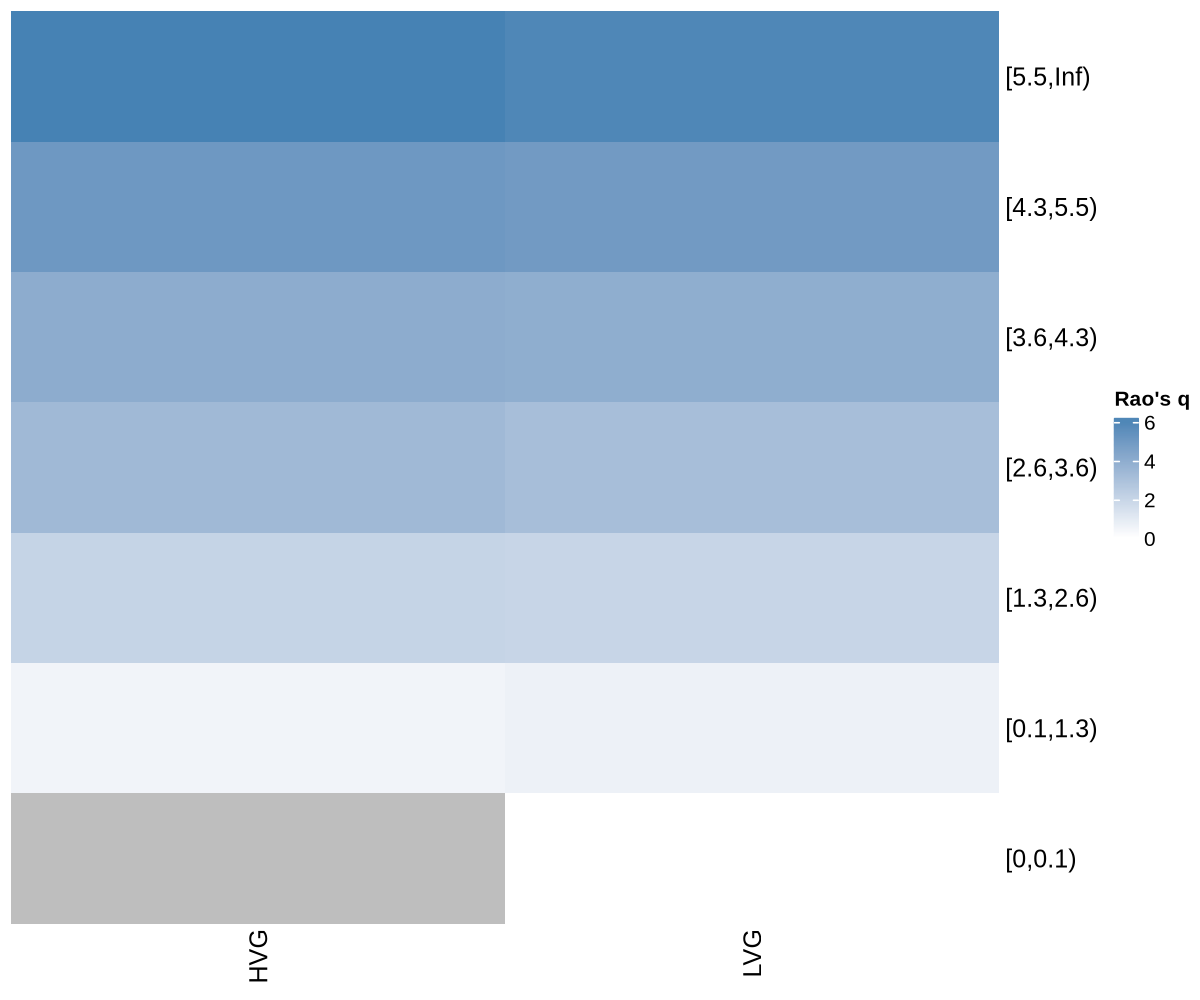 [5.5,Inf)
[4.3,5.5)
[3.6,4.3)
[2.6,3.6)
[1.3,2.6)
[0.1,1.3)
[0,0.1)
HVG
LVG
Rao's q
6
4
2
0